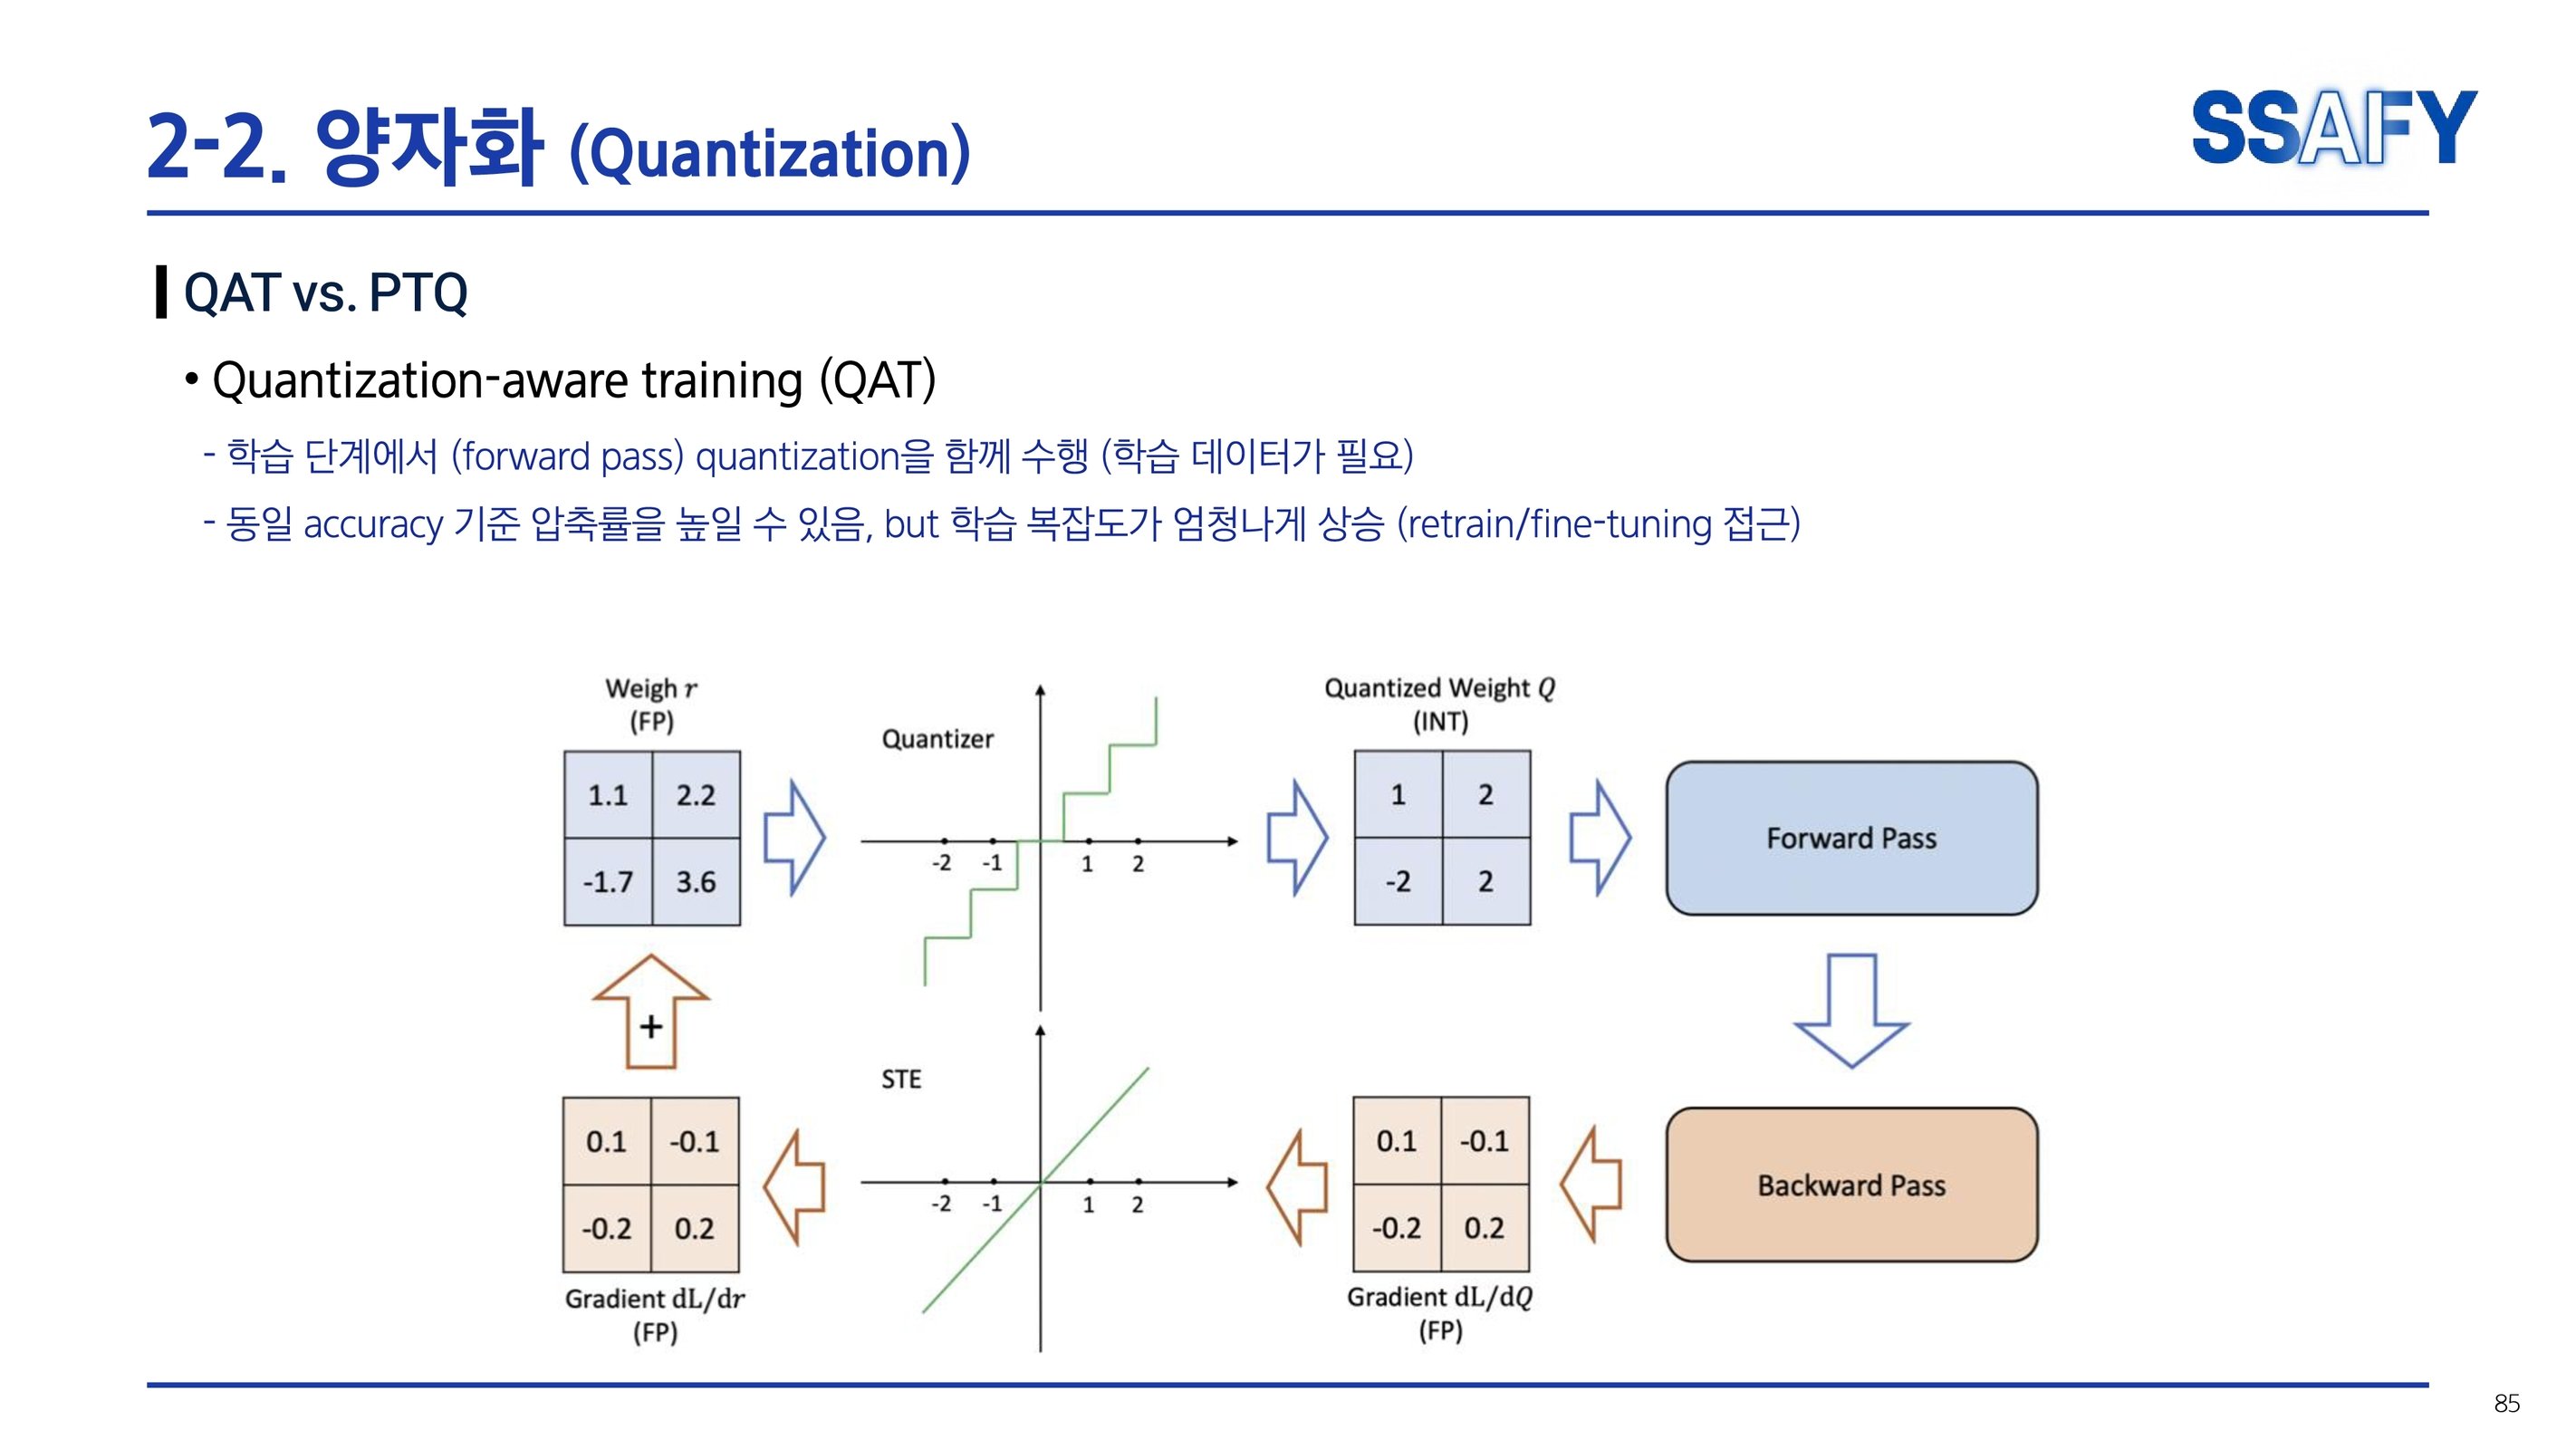 2-2. 양자화 (Quantization)
SSAFY
QAT vs. PTQ
• Quantization-aware training (QAT)
- 학습 단계에서 (forward pass) quantization을 함께 수행 (학습 데이터가 필요)
- 동일 accuracy 기준 압축률을 높일 수 있음, but 학습 복잡도가 엄청나게 상승 (retrain/fine-tuning 접근)
Weigh r
(FP)
1.1 2.2
-1.7 3.6
Quantizer
-2 -1 1 2
Quantized Weight Q
(INT)
1 2
-2 2
Forward Pass
+
0.1 -0.1
-0.2 0.2
Gradient dL/dr
(FP)
STE
-2 -1 1 2
0.1 -0.1
-0.2 0.2
Gradient dL/dQ
(FP)
Backward Pass
85